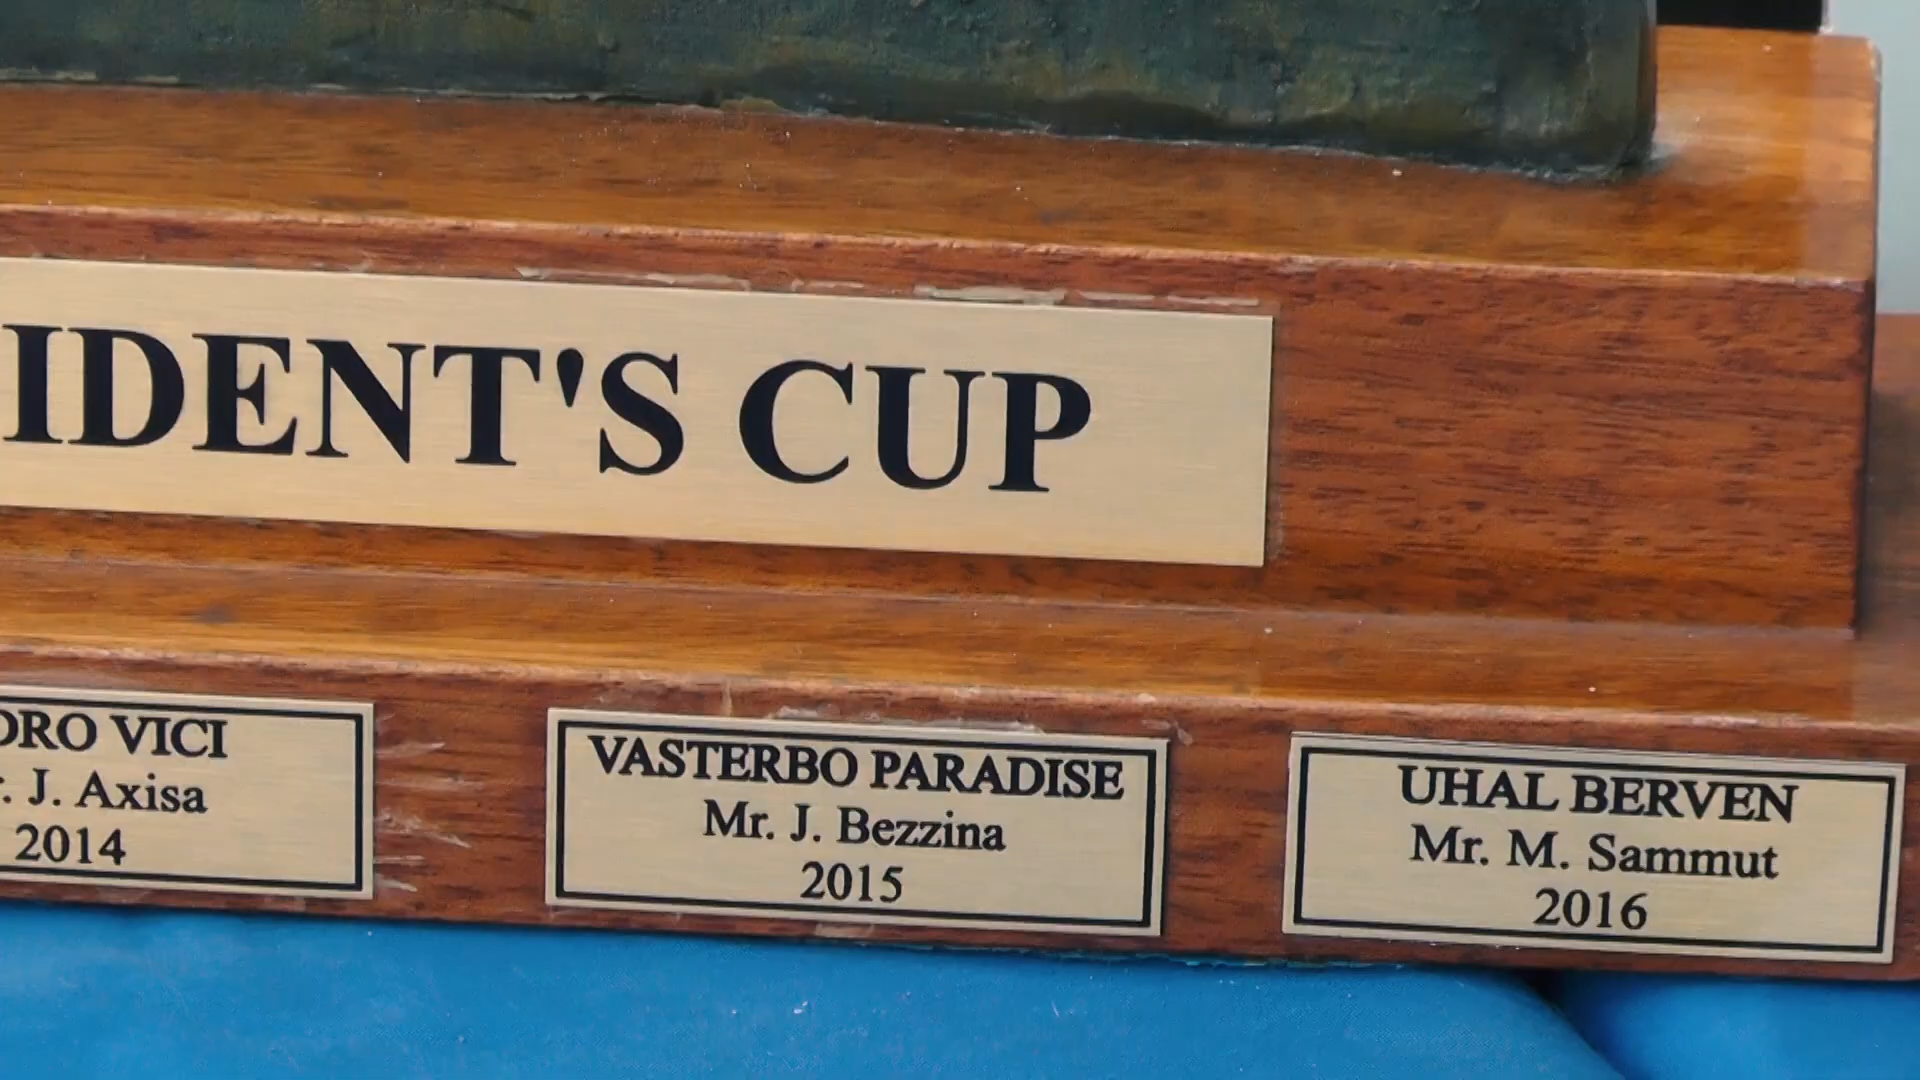 IDENT'S CUP
ORO VICI
. J. Axisa
2014
VASTERBO PARADISE
Mr. J. Bezzina
2015
UHAL BERVEN
Mr. M. Sammut
2016